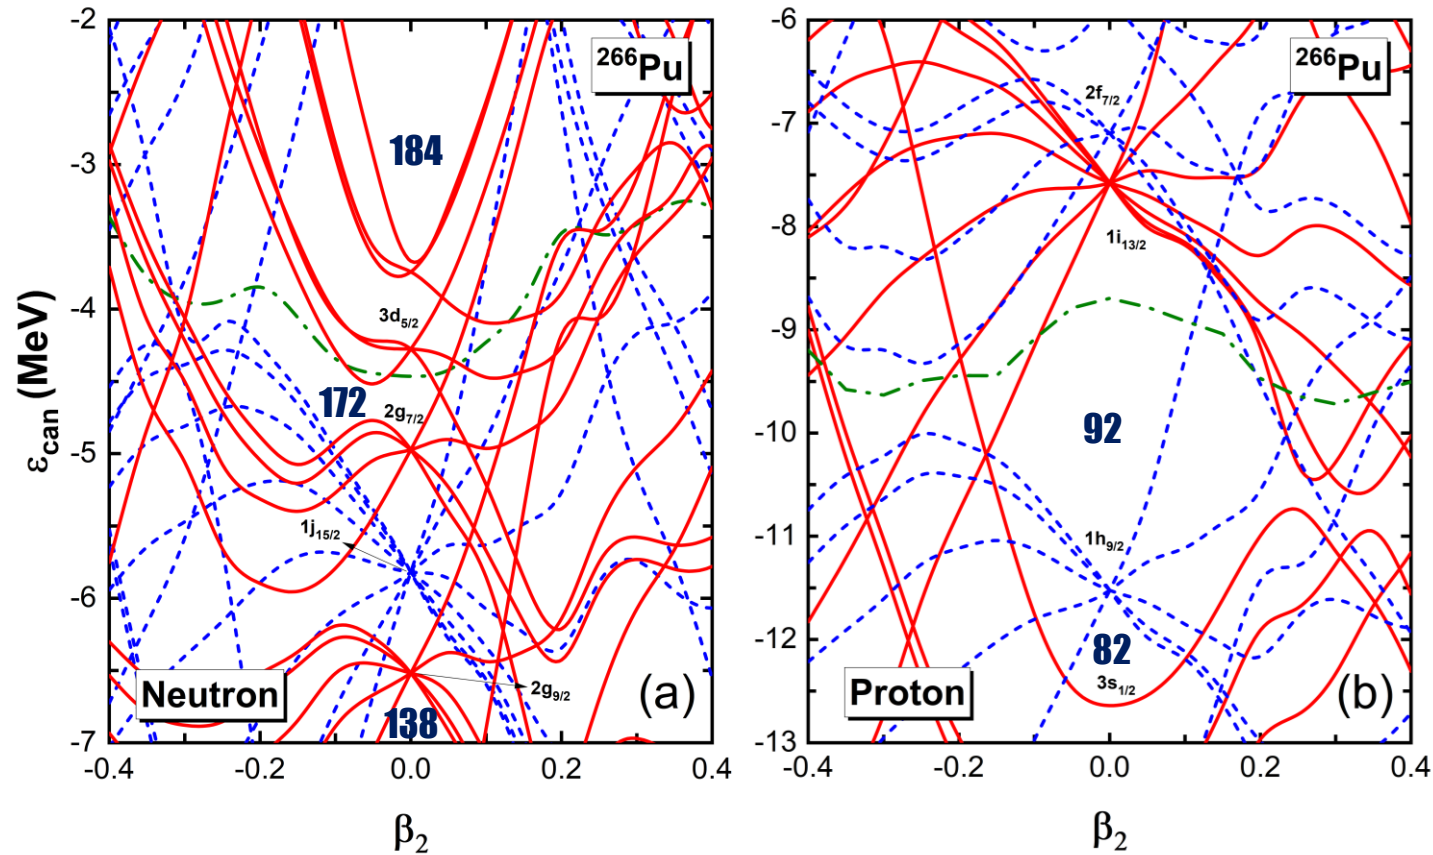 -2
-3
-4
-5
-6
-7
ε_can (MeV)
-0.4
-0.2
0.0
0.2
0.4
β₂
²⁶⁶Pu
184
3d₅/₂
172
2g₇/₂
1j₁₅/₂
2g₉/₂
138
Neutron
(a)
-6
-7
-8
-9
-10
-11
-12
-13
-0.4
-0.2
0.0
0.2
0.4
β₂
²⁶⁶Pu
2f₇/₂
1i₁₃/₂
92
1h₉/₂
82
3s₁/₂
Proton
(b)